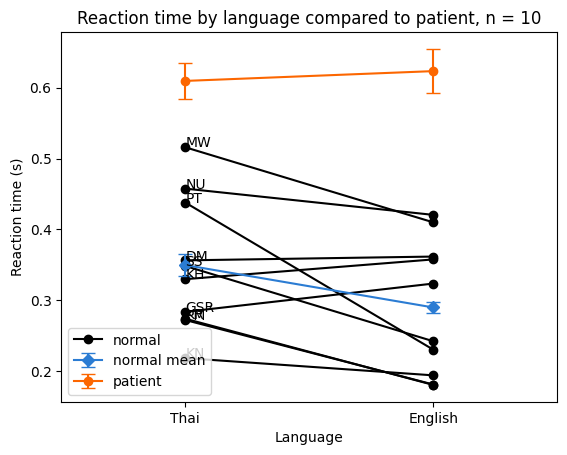 Reaction time by language compared to patient, n = 10
0.6
0.5
0.4
0.3
0.2
Reaction time (s)
MW
NU
PT
DM
KH
GSR
KN
normal
normal mean
patient
Thai
English
Language